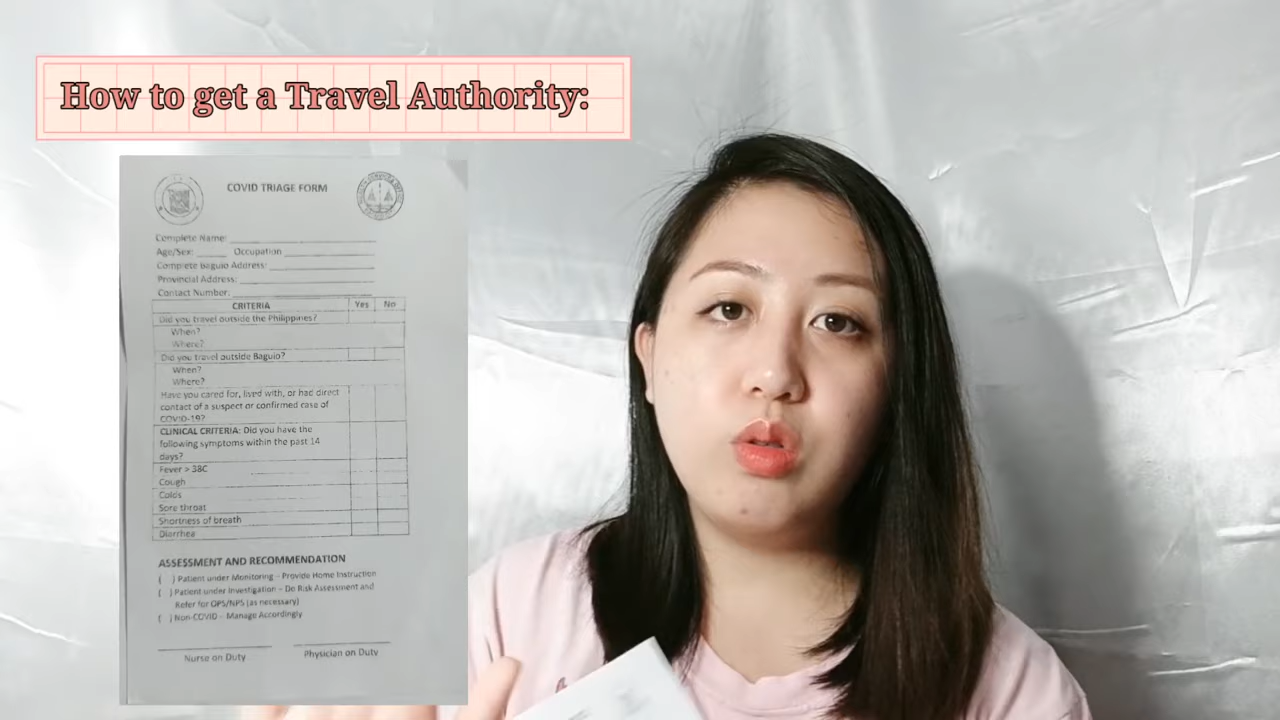 How to get a Travel Authority:
COVID TRIAGE FORM
Complete Name:
Age/Sex: Occupation
Complete Baguio Address:
Provincial Address:
Contact Number:
CRITERIA Yes No
Did you travel outside the Philippines?
When?
Where?
Did you travel outside Baguio?
When?
Where?
Have you cared for, lived with, or had direct
contact of a suspect or confirmed case of
COVID-19?
CLINICAL CRITERIA: Did you have the
following symptoms within the past 14
days?
Fever > 38C
Cough
Colds
Sore throat
Shortness of breath
Diarrhea
ASSESSMENT AND RECOMMENDATION
( ) Patient under Monitoring – Provide Home Instruction
( ) Patient under Investigation – Do Risk Assessment and
Refer for OPS/NPS (as necessary)
( ) Non-COVID – Manage Accordingly
Nurse on Duty Physician on Duty